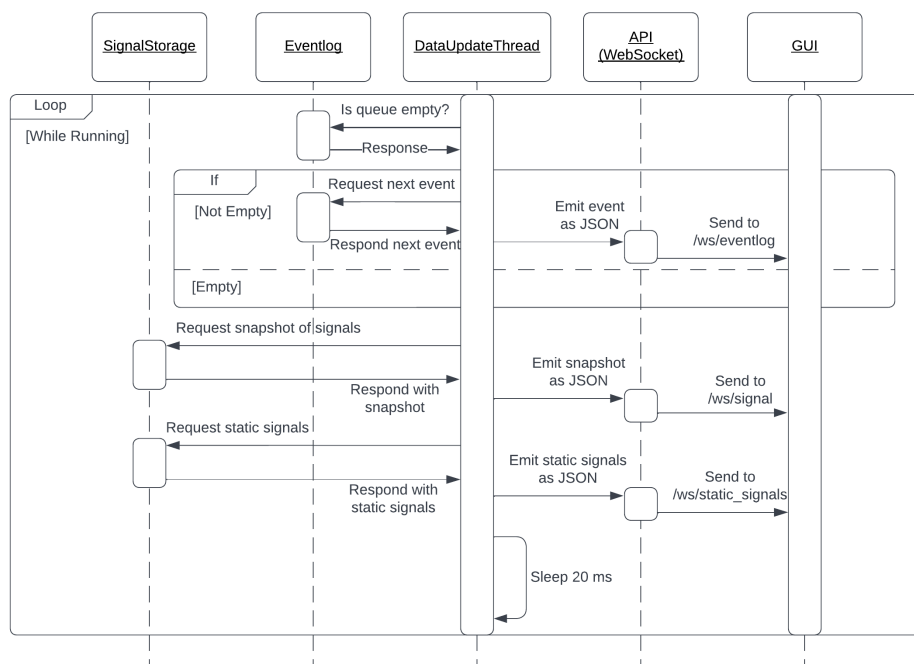 SignalStorage
Eventlog
DataUpdateThread
API
(WebSocket)
GUI
Loop
[While Running]
Is queue empty?
Response
If
[Not Empty]
Request next event
Respond next event
Emit event
as JSON
Send to
/ws/eventlog
[Empty]
Request snapshot of signals
Respond with
snapshot
Emit snapshot
as JSON
Send to
/ws/signal
Request static signals
Respond with
static signals
Emit static signals
as JSON
Send to
/ws/static_signals
Sleep 20 ms